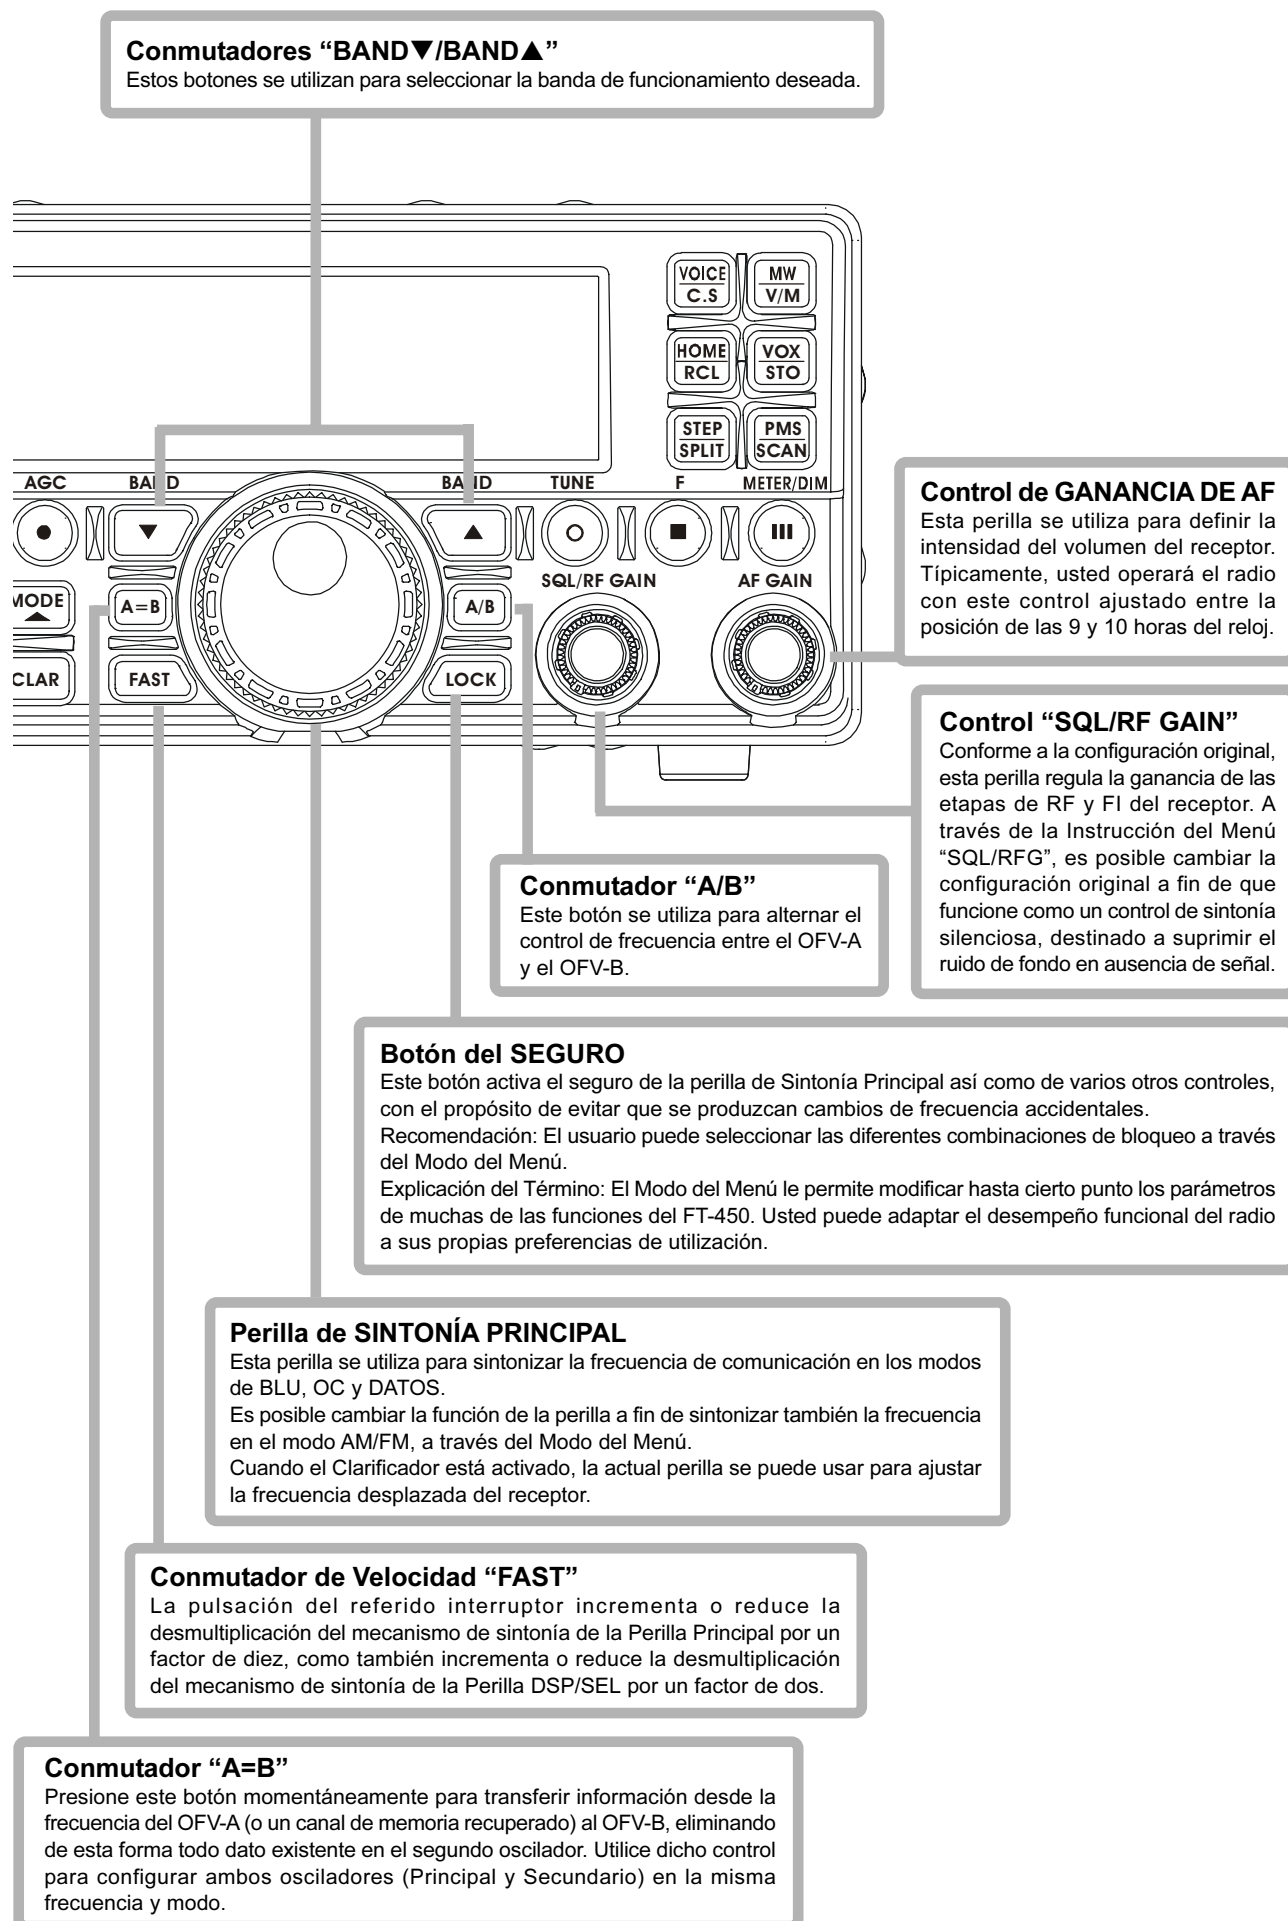 Conmutadores “BAND▼/BAND▲”
Estos botones se utilizan para seleccionar la banda de funcionamiento deseada.
VOICE
C.S
MW
V/M
HOME
RCL
VOX
STO
STEP
SPLIT
PMS
SCAN
AGC
BAND
BAND
TUNE
F
METER/DIM
▼
▲
SQL/RF GAIN
AF GAIN
MODE
A=B
A/B
CLAR
FAST
LOCK
Control de GANANCIA DE AF
Esta perilla se utiliza para definir la
intensidad del volumen del receptor.
Típicamente, usted operará el radio
con este control ajustado entre la
posición de las 9 y 10 horas del reloj.
Control “SQL/RF GAIN”
Conforme a la configuración original,
esta perilla regula la ganancia de las
etapas de RF y FI del receptor. A
través de la Instrucción del Menú
“SQL/RFG”, es posible cambiar la
configuración original a fin de que
funcione como un control de sintonía
silenciosa, destinado a suprimir el
ruido de fondo en ausencia de señal.
Conmutador “A/B”
Este botón se utiliza para alternar el
control de frecuencia entre el OFV-A
y el OFV-B.
Botón del SEGURO
Este botón activa el seguro de la perilla de Sintonía Principal así como de varios otros controles,
con el propósito de evitar que se produzcan cambios de frecuencia accidentales.
Recomendación: El usuario puede seleccionar las diferentes combinaciones de bloqueo a través
del Modo del Menú.
Explicación del Término: El Modo del Menú le permite modificar hasta cierto punto los parámetros
de muchas de las funciones del FT-450. Usted puede adaptar el desempeño funcional del radio
a sus propias preferencias de utilización.
Perilla de SINTONÍA PRINCIPAL
Esta perilla se utiliza para sintonizar la frecuencia de comunicación en los modos
de BLU, OC y DATOS.
Es posible cambiar la función de la perilla a fin de sintonizar también la frecuencia
en el modo AM/FM, a través del Modo del Menú.
Cuando el Clarificador está activado, la actual perilla se puede usar para ajustar
la frecuencia desplazada del receptor.
Conmutador de Velocidad “FAST”
La pulsación del referido interruptor incrementa o reduce la
desmultiplicación del mecanismo de sintonía de la Perilla Principal por un
factor de diez, como también incrementa o reduce la desmultiplicación
del mecanismo de sintonía de la Perilla DSP/SEL por un factor de dos.
Conmutador “A=B”
Presione este botón momentáneamente para transferir información desde la
frecuencia del OFV-A (o un canal de memoria recuperado) al OFV-B, eliminando
de esta forma todo dato existente en el segundo oscilador. Utilice dicho control
para configurar ambos osciladores (Principal y Secundario) en la misma
frecuencia y modo.